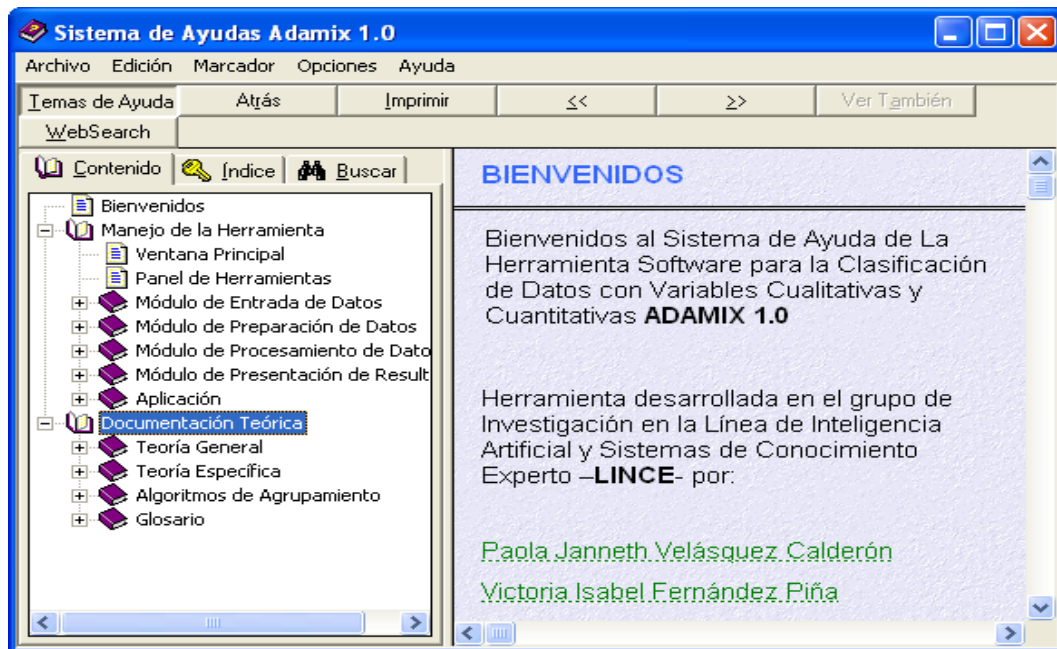 Sistema de Ayudas Adamix 1.0
Archivo Edición Marcador Opciones Ayuda
Temas de Ayuda Atrás Imprimir << >> Ver También
WebSearch
Contenido Índice Buscar
Bienvenidos
Manejo de la Herramienta
Ventana Principal
Panel de Herramientas
Módulo de Entrada de Datos
Módulo de Preparación de Datos
Módulo de Procesamiento de Dato
Módulo de Presentación de Result
Aplicación
Documentación Teórica
Teoría General
Teoría Específica
Algoritmos de Agrupamiento
Glosario
BIENVENIDOS
Bienvenidos al Sistema de Ayuda de La
Herramienta Software para la Clasificación
de Datos con Variables Cualitativas y
Cuantitativas ADAMIX 1.0
Herramienta desarrollada en el grupo de
Investigación en la Línea de Inteligencia
Artificial y Sistemas de Conocimiento
Experto –LINCE- por:
Paola Janneth Velásquez Calderón
Victoria Isabel Fernández Piña